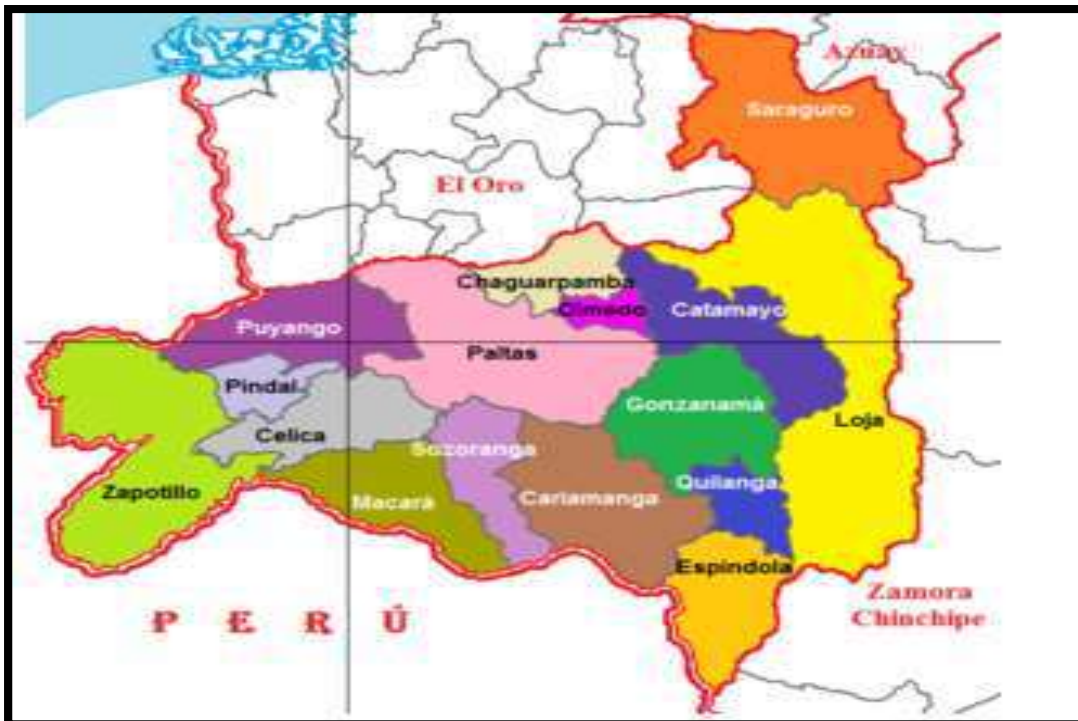 Azuay
Saraguro
El Oro
Chaguarpamba
Olmedo
Catamayo
Puyango
Paltas
Pindal
Gonzanamá
Loja
Celica
Sozoranga
Quilanga
Zapotillo
Macará
Cariamanga
Espindola
Zamora
Chinchipe
P E R Ú